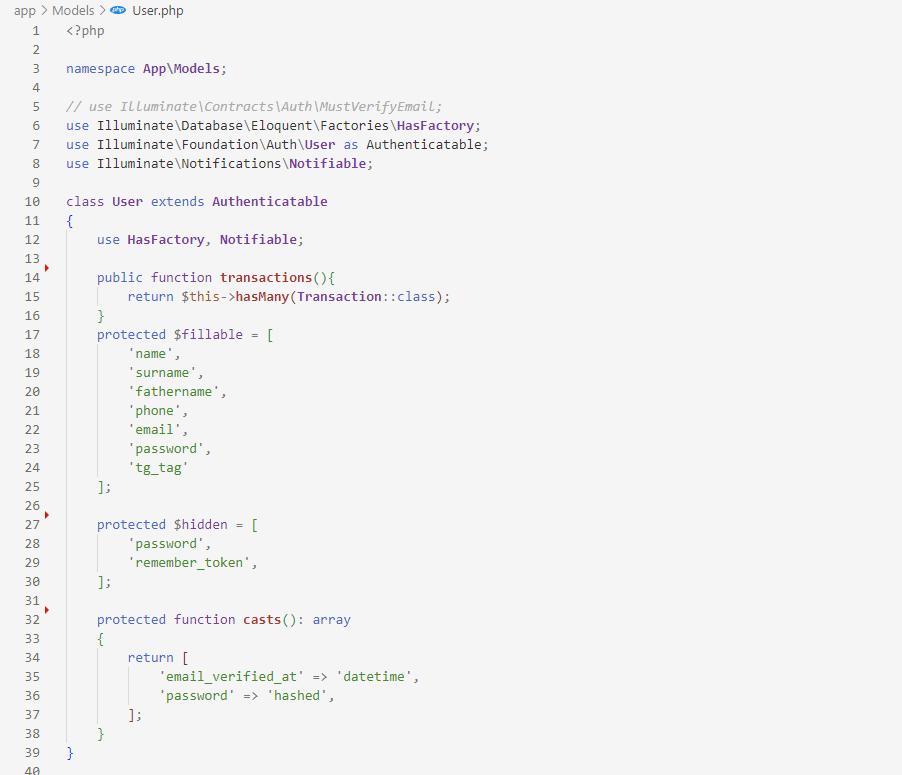 app > Models > php User.php
1 <?php
2
3 namespace App\Models;
4
5 // use Illuminate\Contracts\Auth\MustVerifyEmail;
6 use Illuminate\Database\Eloquent\Factories\HasFactory;
7 use Illuminate\Foundation\Auth\User as Authenticatable;
8 use Illuminate\Notifications\Notifiable;
9
10 class User extends Authenticatable
11 {
12     use HasFactory, Notifiable;
13
14     public function transactions(){
15         return $this->hasMany(Transaction::class);
16     }
17     protected $fillable = [
18         'name',
19         'surname',
20         'fathername',
21         'phone',
22         'email',
23         'password',
24         'tg_tag'
25     ];
26
27     protected $hidden = [
28         'password',
29         'remember_token',
30     ];
31
32     protected function casts(): array
33     {
34         return [
35             'email_verified_at' => 'datetime',
36             'password' => 'hashed',
37         ];
38     }
39 }
40